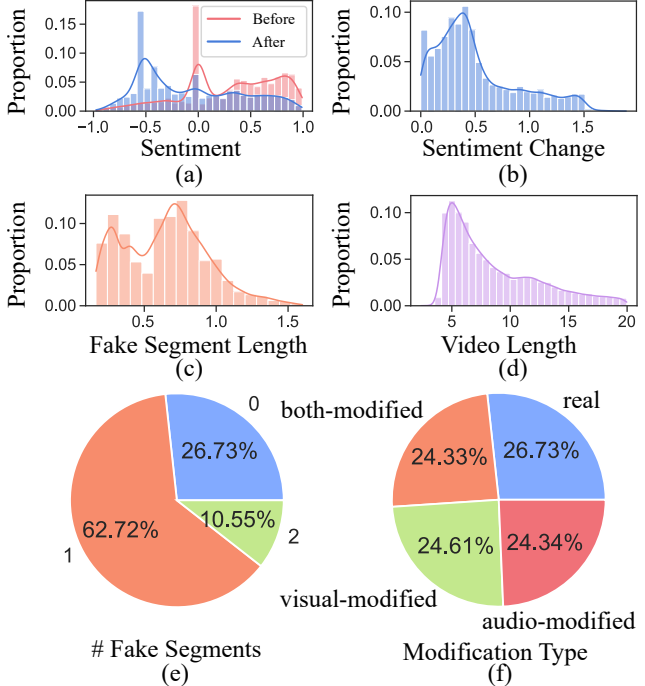 Proportion
0.15
0.10
0.05
0.00
Before
After
−1.0 −0.5 0.0 0.5 1.0
Sentiment
(a)
Proportion
0.10
0.05
0.00
0.0 0.5 1.0 1.5
Sentiment Change
(b)
Proportion
0.10
0.05
0.00
0.5 1.0 1.5
Fake Segment Length
(c)
Proportion
0.10
0.05
0.00
5 10 15 20
Video Length
(d)
0
26.73%
62.72%
10.55%
1
2
# Fake Segments
(e)
both-modified
real
24.33%
26.73%
24.61%
24.34%
visual-modified
audio-modified
Modification Type
(f)